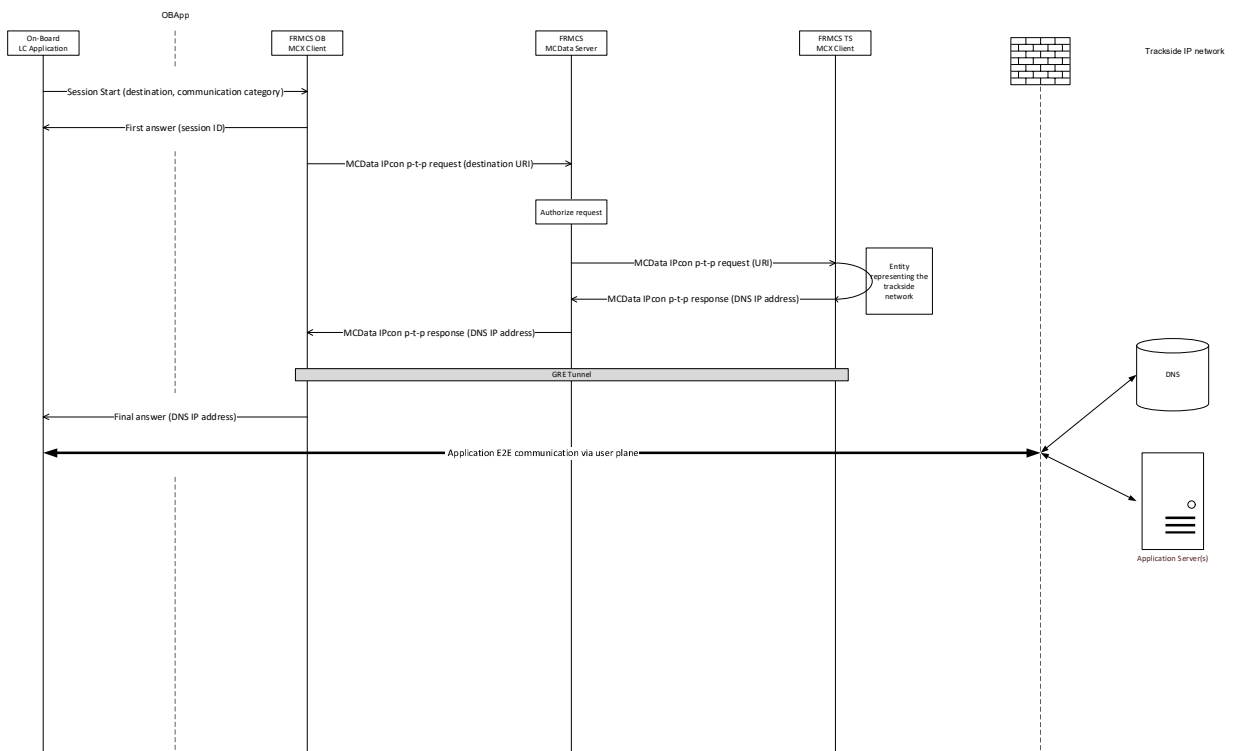 OBApp
On-Board
LC Application
FRMCS OB
MCX Client
FRMCS
MCData Server
FRMCS TS
MCX Client
Trackside IP network
Session Start (destination, communication category)
First answer (session ID)
MCData IPcon p-t-p request (destination URI)
Authorize request
MCData IPcon p-t-p request (URI)
Entity
representing the
trackside
network
MCData IPcon p-t-p response (DNS IP address)
MCData IPcon p-t-p response (DNS IP address)
GRE Tunnel
DNS
Final answer (DNS IP address)
Application E2E communication via user plane
Application Server(s)